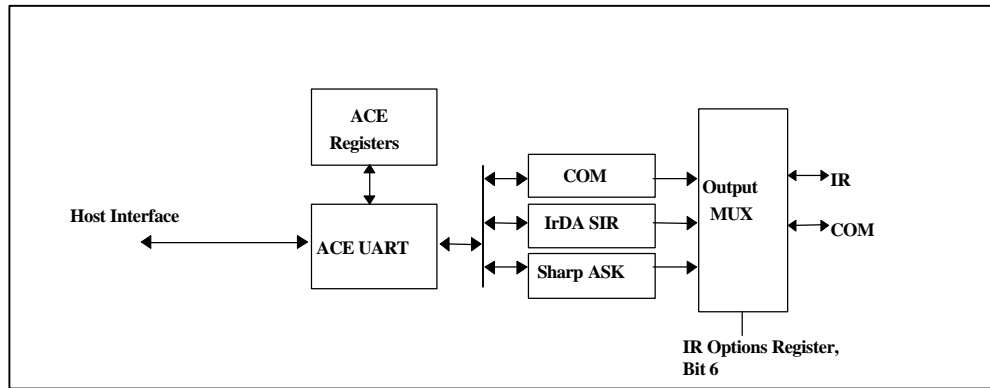 ACE
Registers
Host Interface
ACE UART
COM
IrDA SIR
Sharp ASK
Output
MUX
IR
COM
IR Options Register,
Bit 6